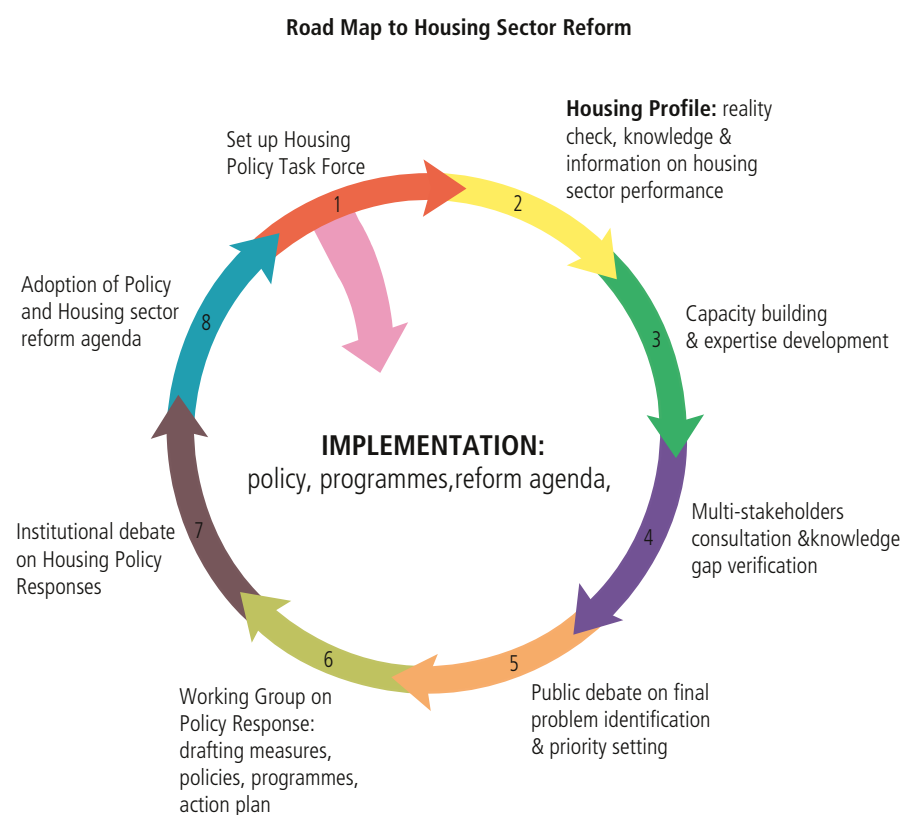 Road Map to Housing Sector Reform
Set up Housing
Policy Task Force
1
Housing Profile: reality
check, knowledge &
information on housing
sector performance
2
Capacity building
& expertise development
3
Multi-stakeholders
consultation &knowledge
gap verification
4
Public debate on final
problem identification
& priority setting
5
Working Group on
Policy Response:
drafting measures,
policies, programmes,
action plan
6
Institutional debate
on Housing Policy
Responses
7
Adoption of Policy
and Housing sector
reform agenda
8
IMPLEMENTATION:
policy, programmes,reform agenda,